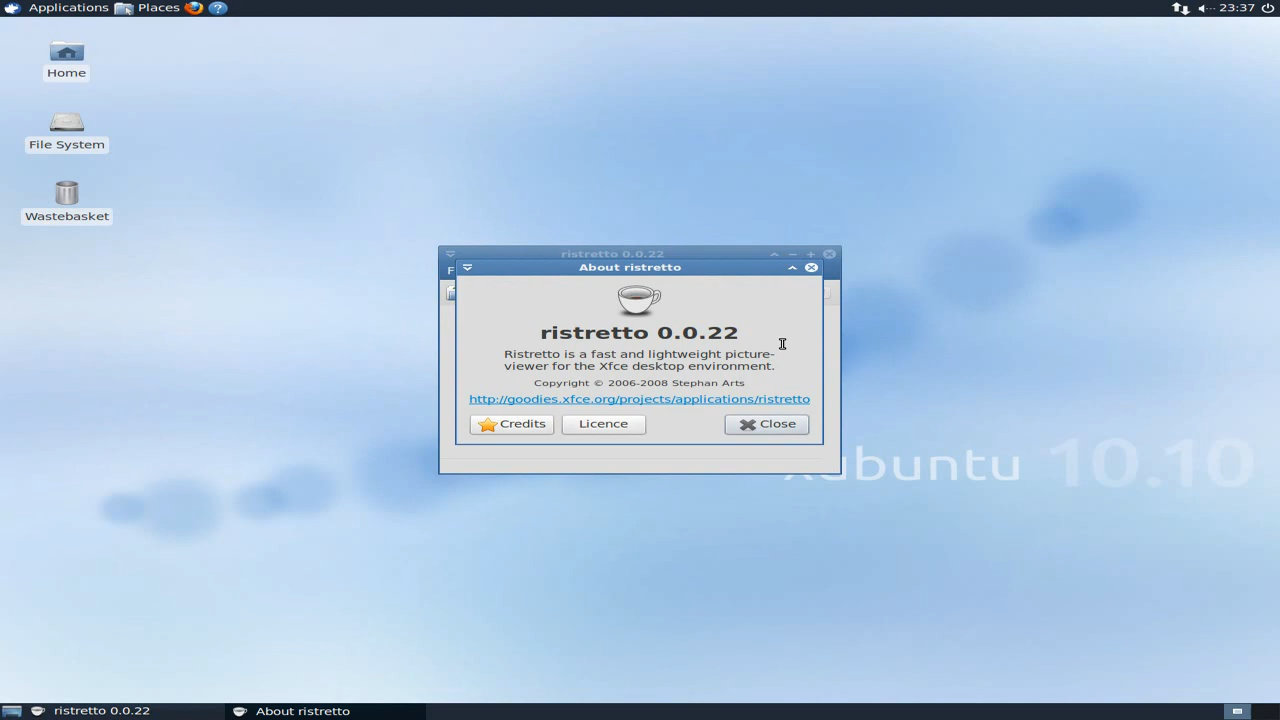 Applications Places 23:37
Home
File System
Wastebasket
ristretto 0.0.22
F
About ristretto
ristretto 0.0.22
Ristretto is a fast and lightweight picture-
viewer for the Xfce desktop environment.
Copyright © 2006-2008 Stephan Arts
http://goodies.xfce.org/projects/applications/ristretto
Credits Licence Close
xubuntu 10.10
ristretto 0.0.22 About ristretto